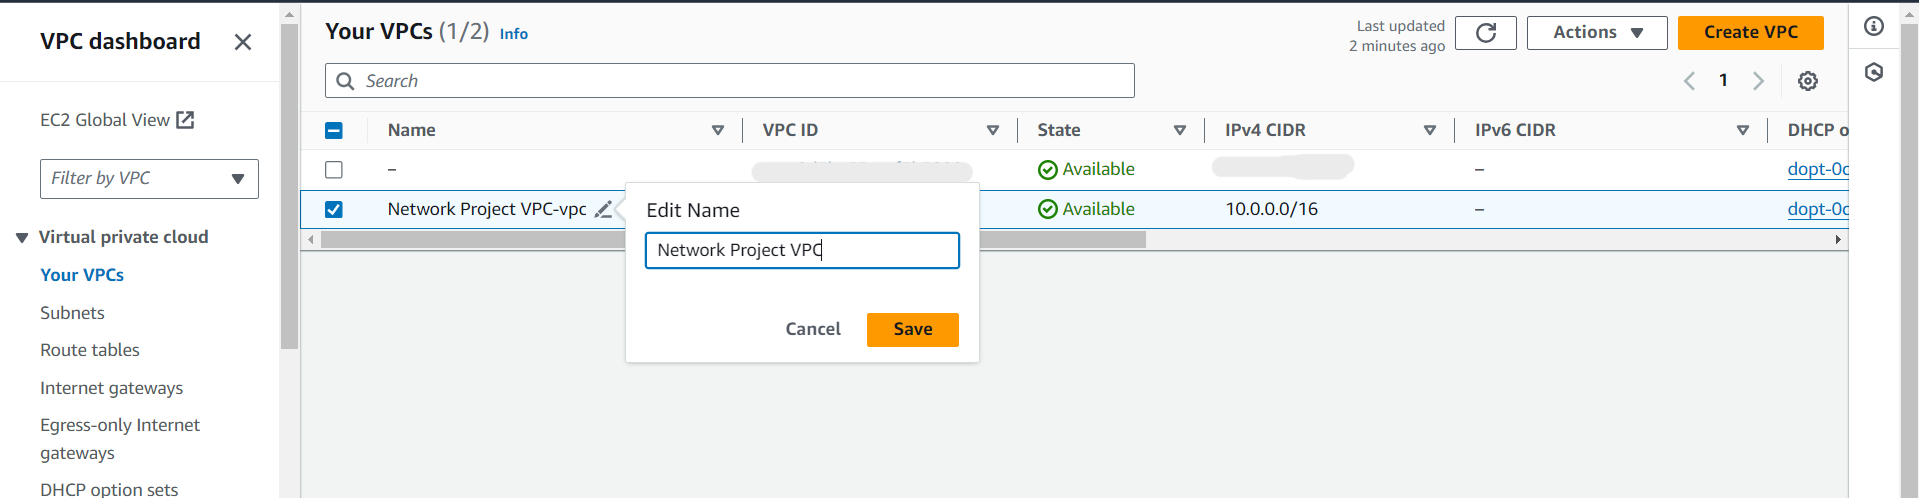 VPC dashboard
EC2 Global View
Filter by VPC
Virtual private cloud
Your VPCs
Subnets
Route tables
Internet gateways
Egress-only Internet
gateways
DHCP option sets
Your VPCs (1/2) Info
Last updated
2 minutes ago
Actions
Create VPC
Search
1
Name VPC ID State IPv4 CIDR IPv6 CIDR DHCP o
– Available – dopt-0c
Network Project VPC-vpc Available 10.0.0.0/16 – dopt-0c
Edit Name
Network Project VPC
Cancel Save